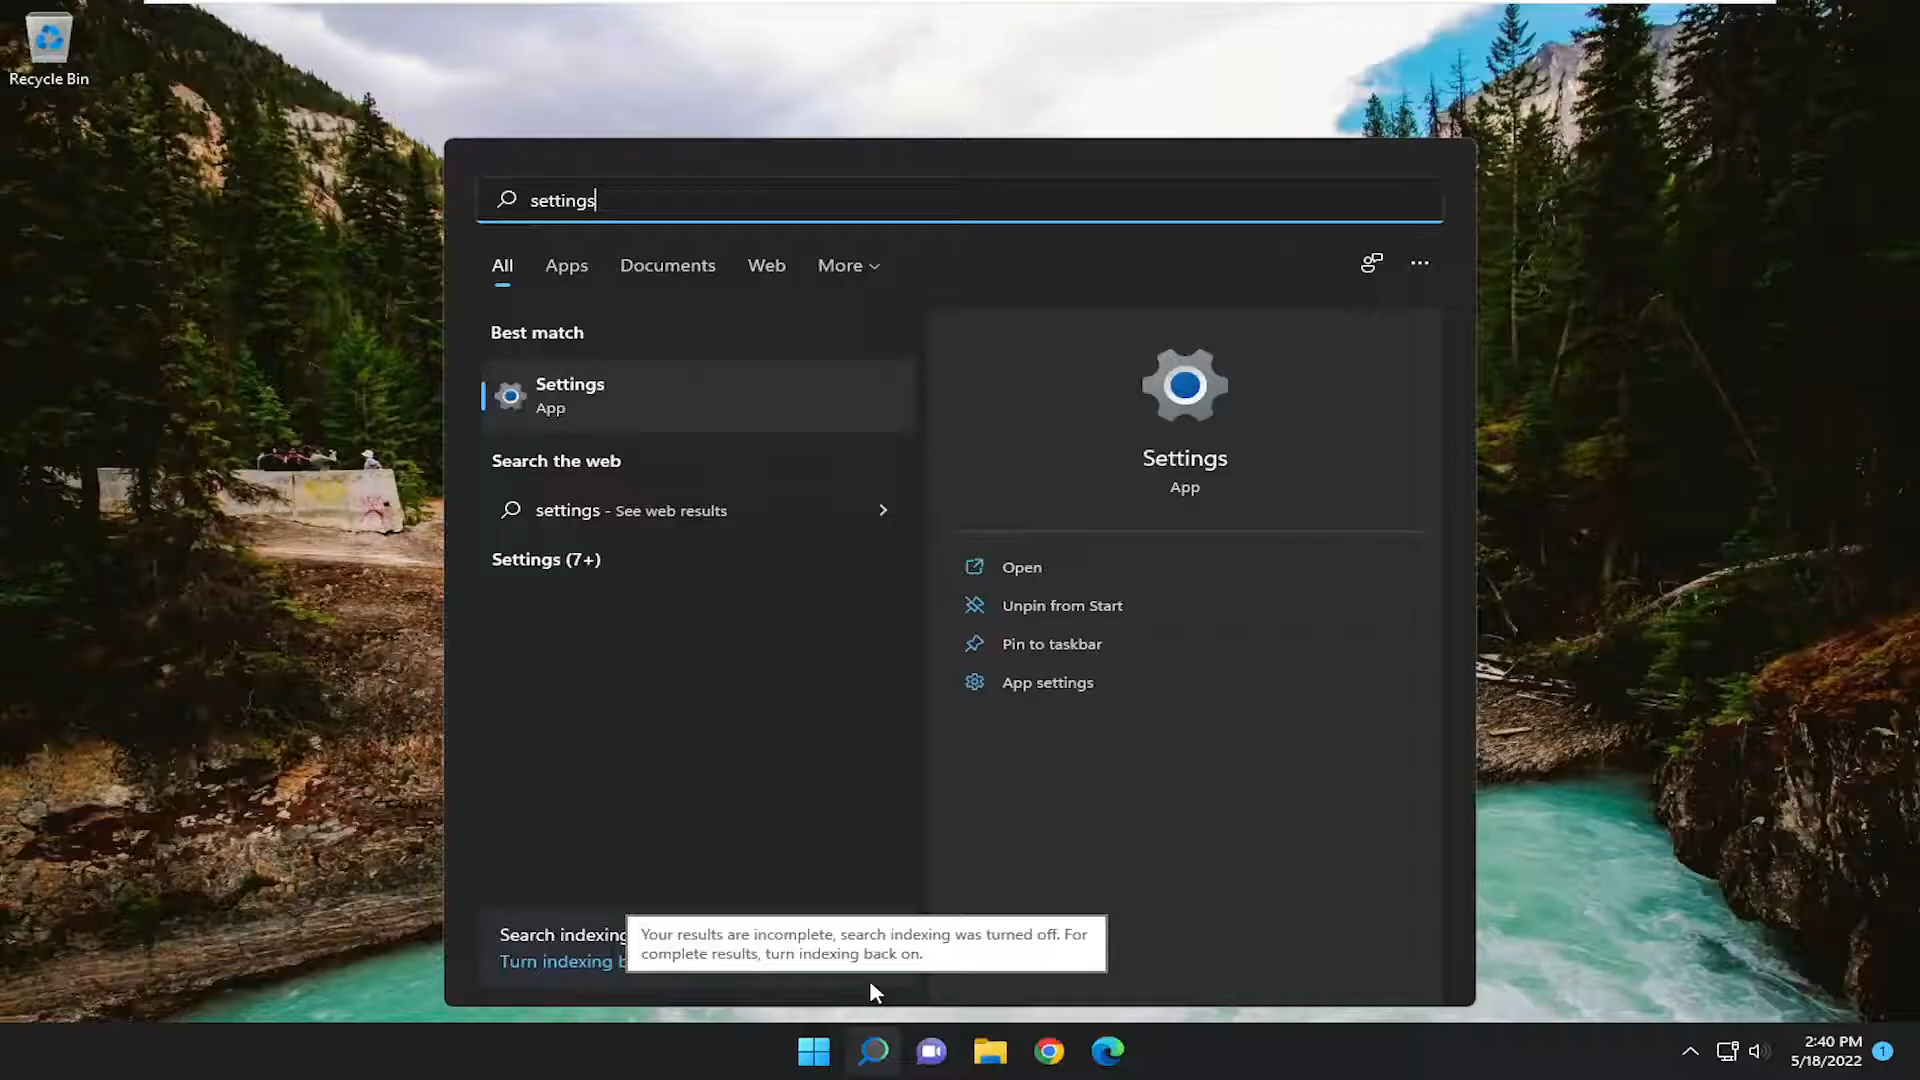 Recycle Bin
settings
All Apps Documents Web More
Best match
Settings
App
Search the web
settings - See web results
Settings (7+)
Settings
App
Open
Unpin from Start
Pin to taskbar
App settings
Search indexing
Turn indexing
Your results are incomplete, search indexing was turned off. For
complete results, turn indexing back on.
2:40 PM
5/18/2022
1